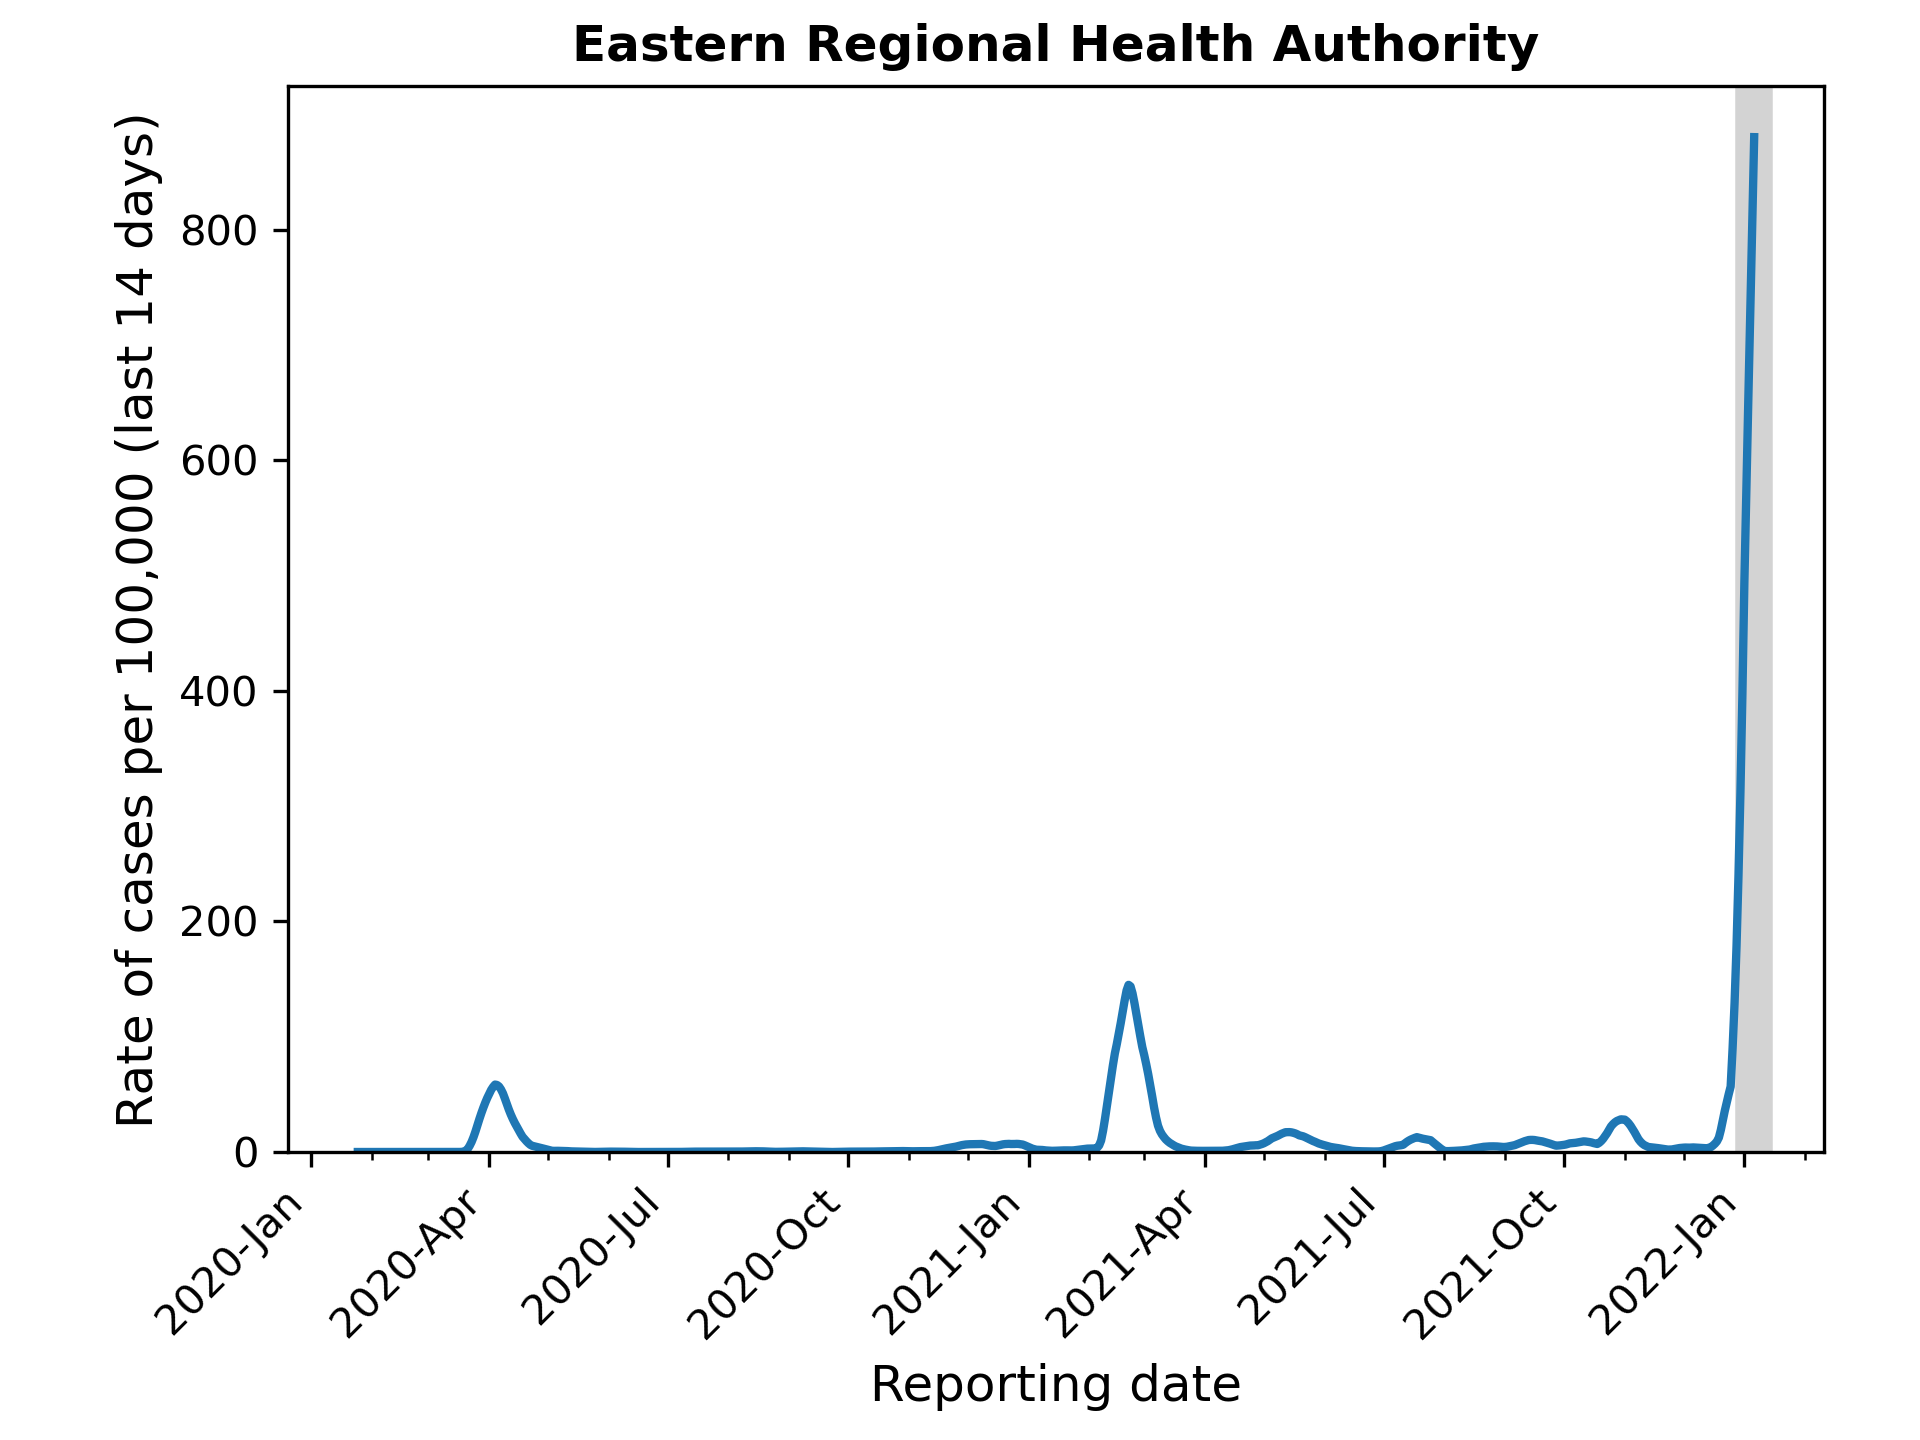 Eastern Regional Health Authority
Rate of cases per 100,000 (last 14 days)
800
600
400
200
0
2020-Jan
2020-Apr
2020-Jul
2020-Oct
2021-Jan
2021-Apr
2021-Jul
2021-Oct
2022-Jan
Reporting date